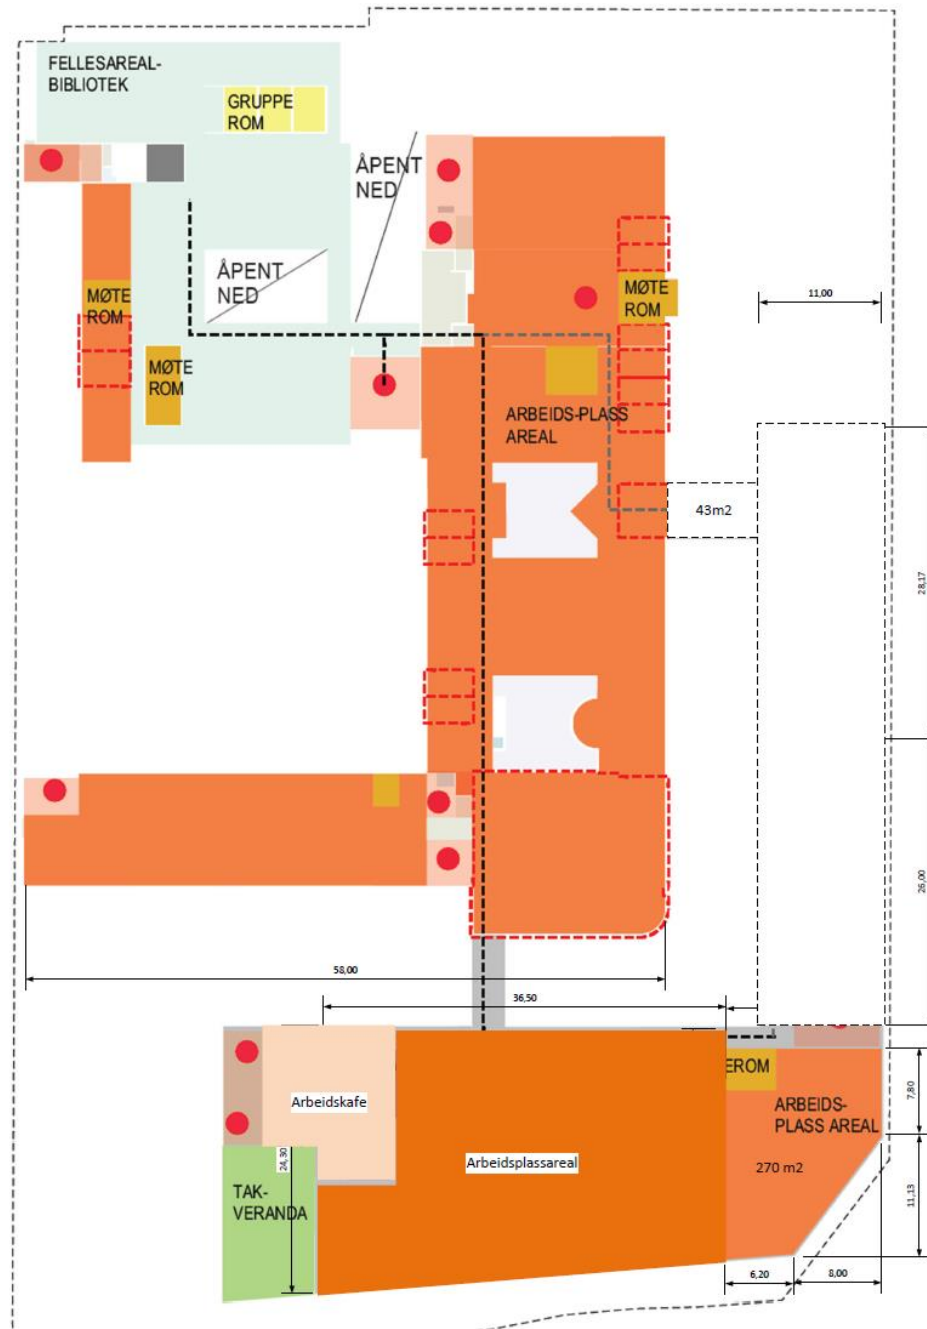 FELLESAREAL-
BIBLIOTEK
GRUPPE
ROM
ÅPENT
NED
ÅPENT
NED
MØTE
ROM
MØTE
ROM
11,00
MØTE
ROM
ARBEIDS-PLASS
AREAL
43m2
28,17
26,00
58,00
36,50
EROM
Arbeidskafe
ARBEIDS-
PLASS AREAL
7,80
24,30
Arbeidsplassareal
270 m2
TAK-
VERANDA
11,13
6,20
8,00